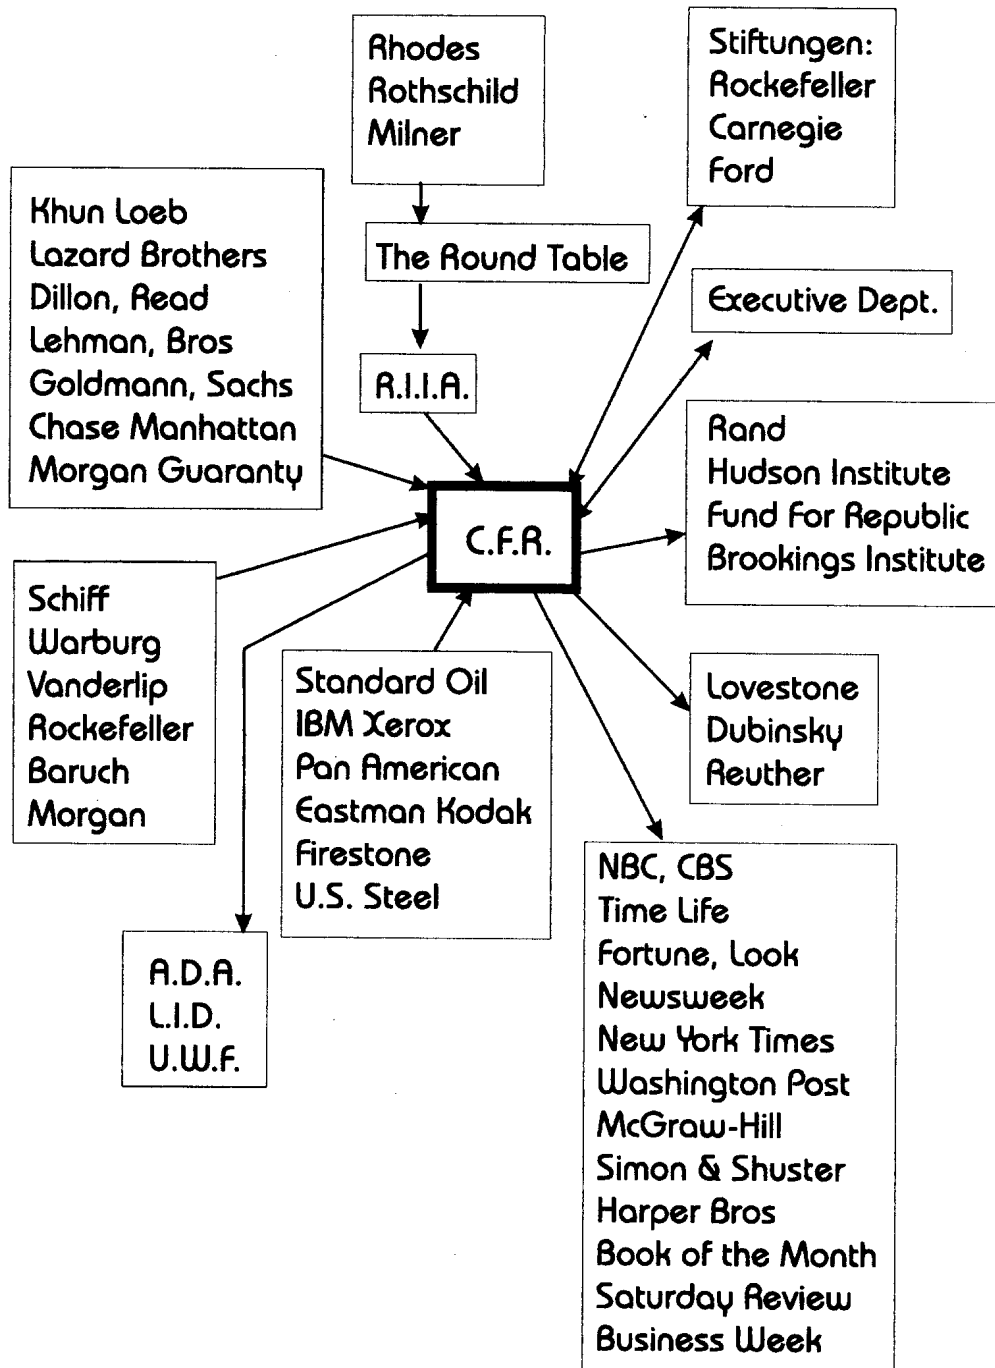 Rhodes
Rothschild
Milner
Stiftungen:
Rockefeller
Carnegie
Ford
Khun Loeb
Lazard Brothers
Dillon, Read
Lehman, Bros
Goldmann, Sachs
Chase Manhattan
Morgan Guaranty
The Round Table
Executive Dept.
R.I.I.A.
Rand
Hudson Institute
Fund For Republic
Brookings Institute
C.F.R.
Schiff
Warburg
Vanderlip
Rockefeller
Baruch
Morgan
Standard Oil
IBM Xerox
Pan American
Eastman Kodak
Firestone
U.S. Steel
Lovestone
Dubinsky
Reuther
A.D.A.
L.I.D.
U.W.F.
NBC, CBS
Time Life
Fortune, Look
Newsweek
New York Times
Washington Post
McGraw-Hill
Simon & Shuster
Harper Bros
Book of the Month
Saturday Review
Business Week